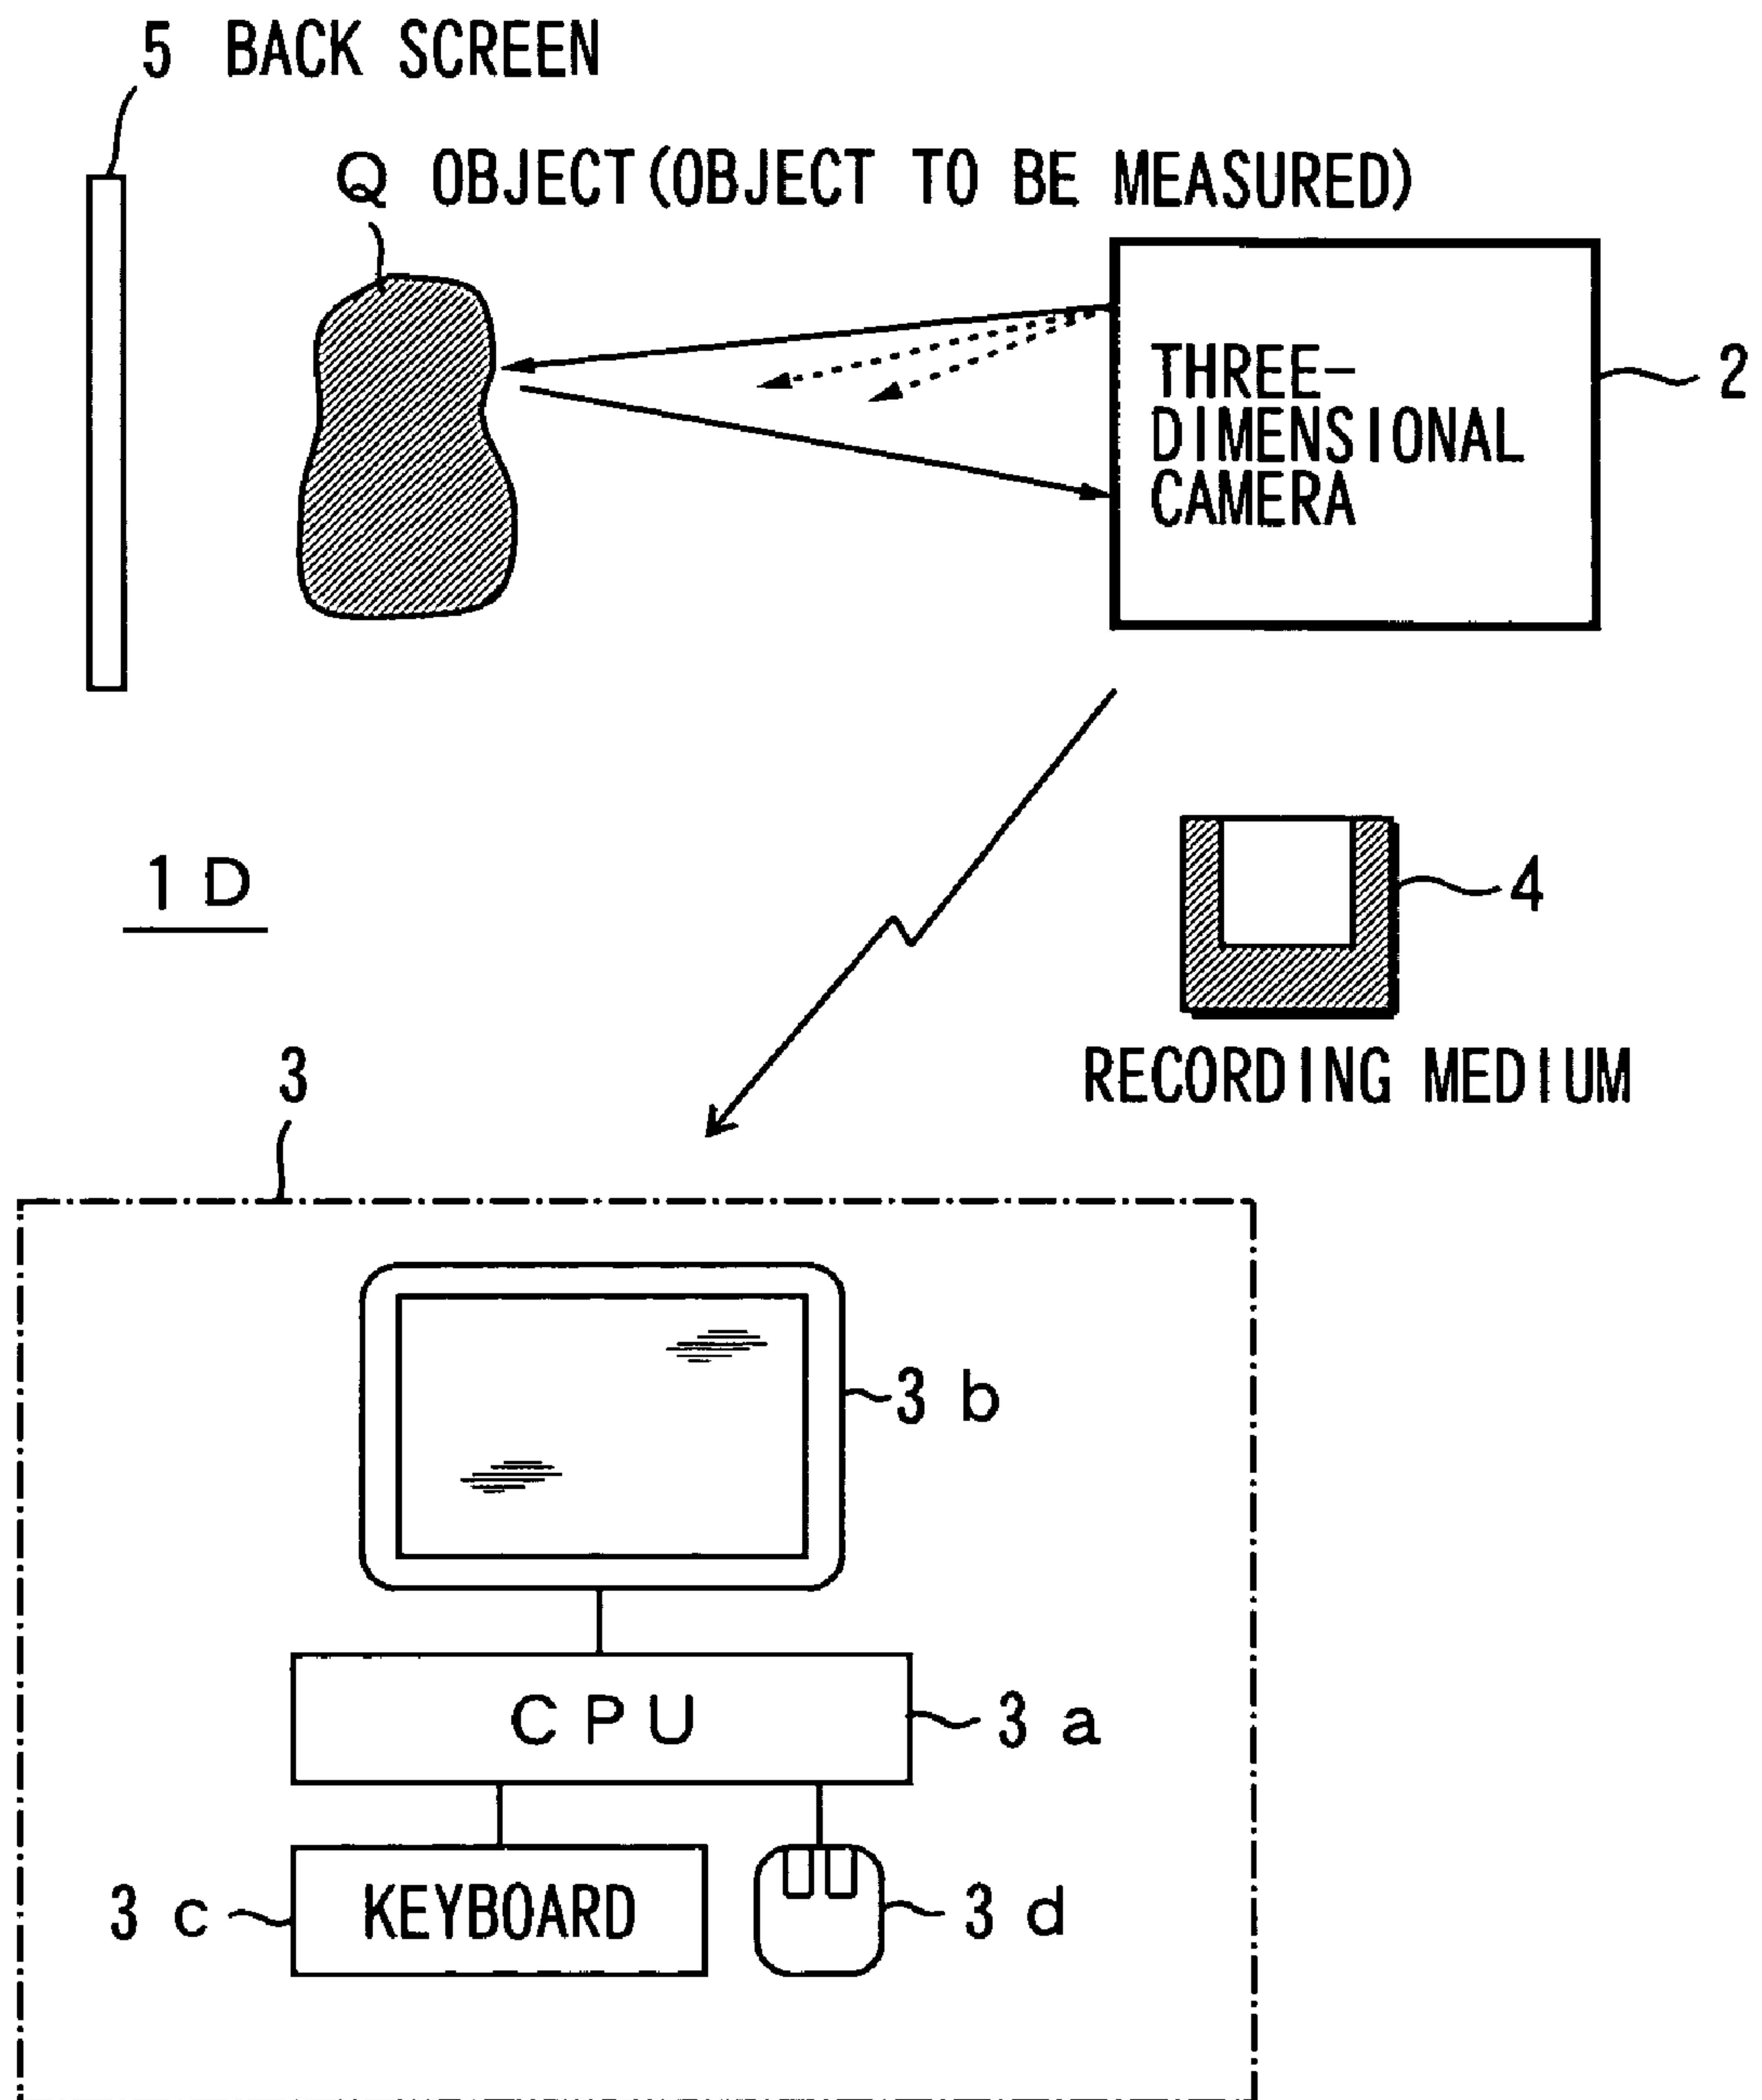 5 BACK SCREEN
Q OBJECT(OBJECT TO BE MEASURED)
THREE-
DIMENSIONAL
CAMERA
2
1D
4
RECORDING MEDIUM
3
3b
CPU
3a
3c
KEYBOARD
3d